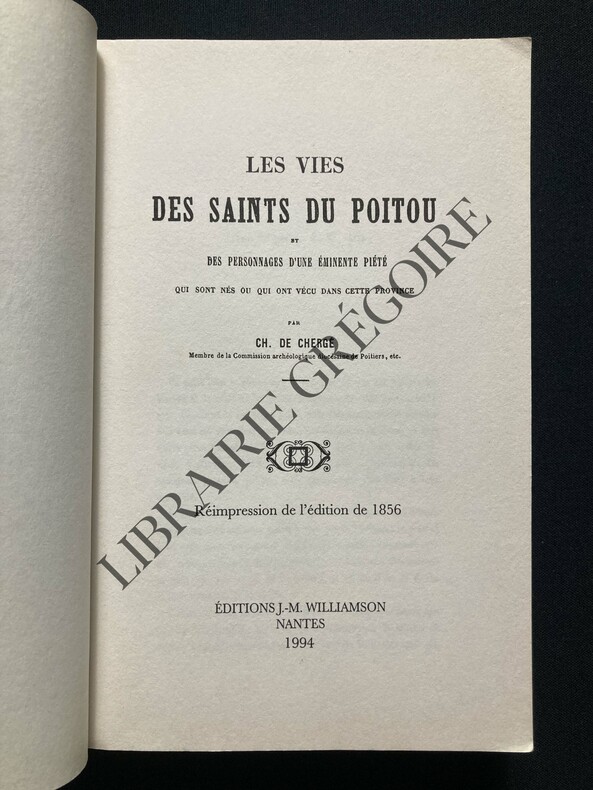 LES VIES
DES SAINTS DU POITOU
ET
DES PERSONNAGES D'UNE ÉMINENTE PIÉTÉ
QUI SONT NÉS OU QUI ONT VÉCU DANS CETTE PROVINCE
PAR
CH. DE CHERGÉ
Membre de la Commission archéologique diocésaine de Poitiers, etc.
Réimpression de l'édition de 1856
ÉDITIONS J.-M. WILLIAMSON
NANTES
1994
LIBRAIRIE GRÉGOIRE